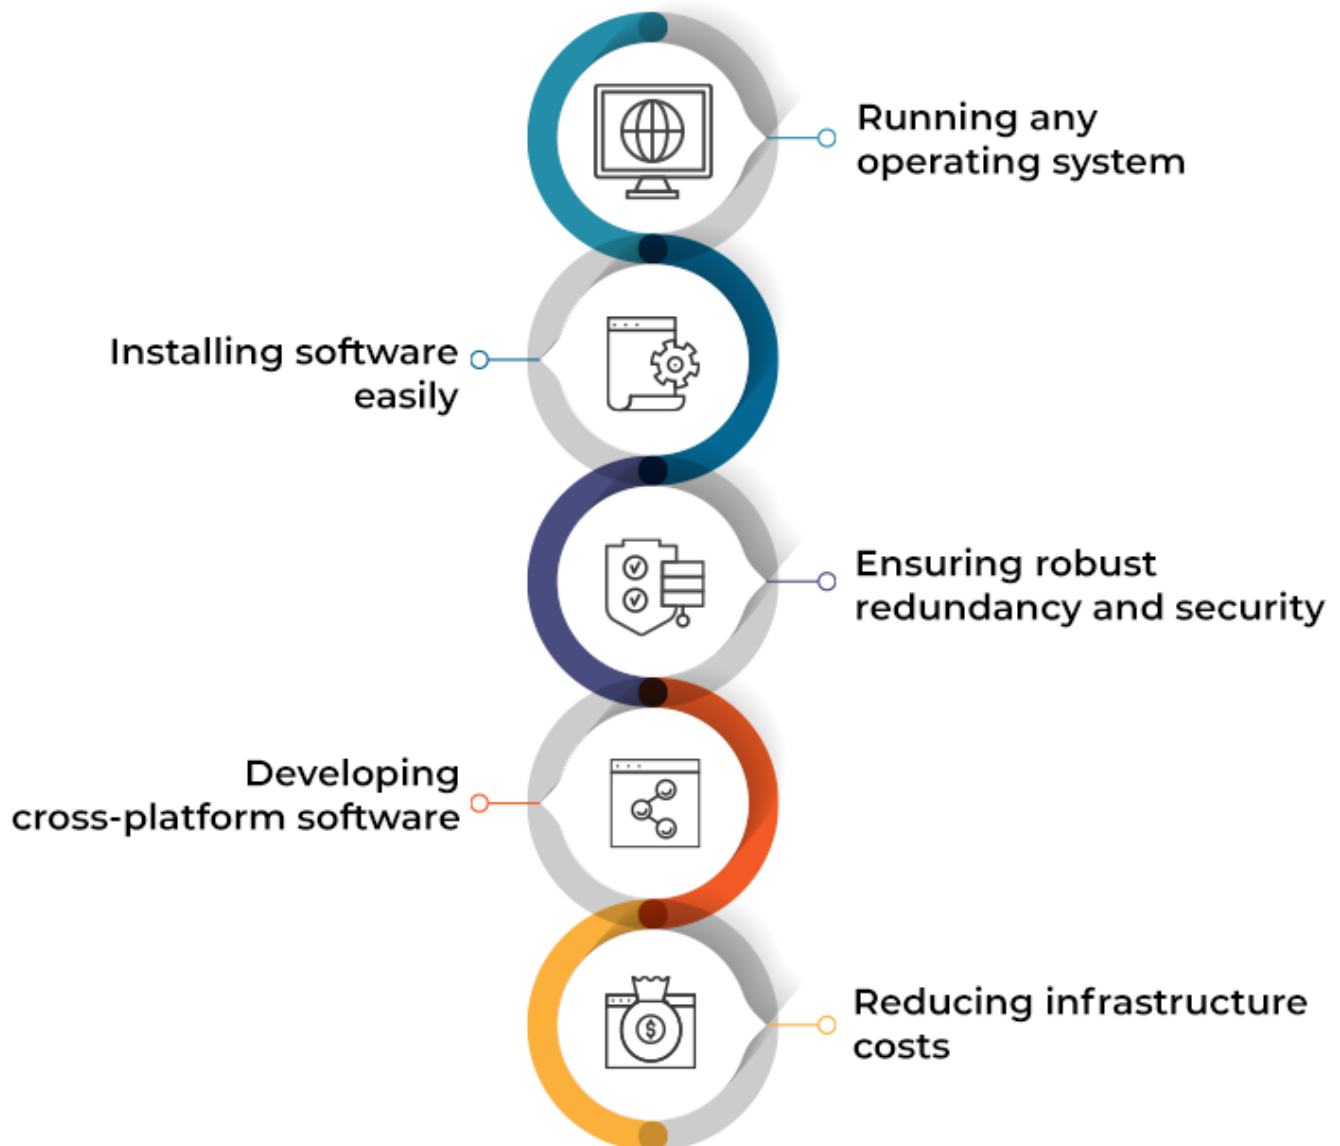 Running any
operating system
Installing software
easily
Ensuring robust
redundancy and security
Developing
cross-platform software
Reducing infrastructure
costs